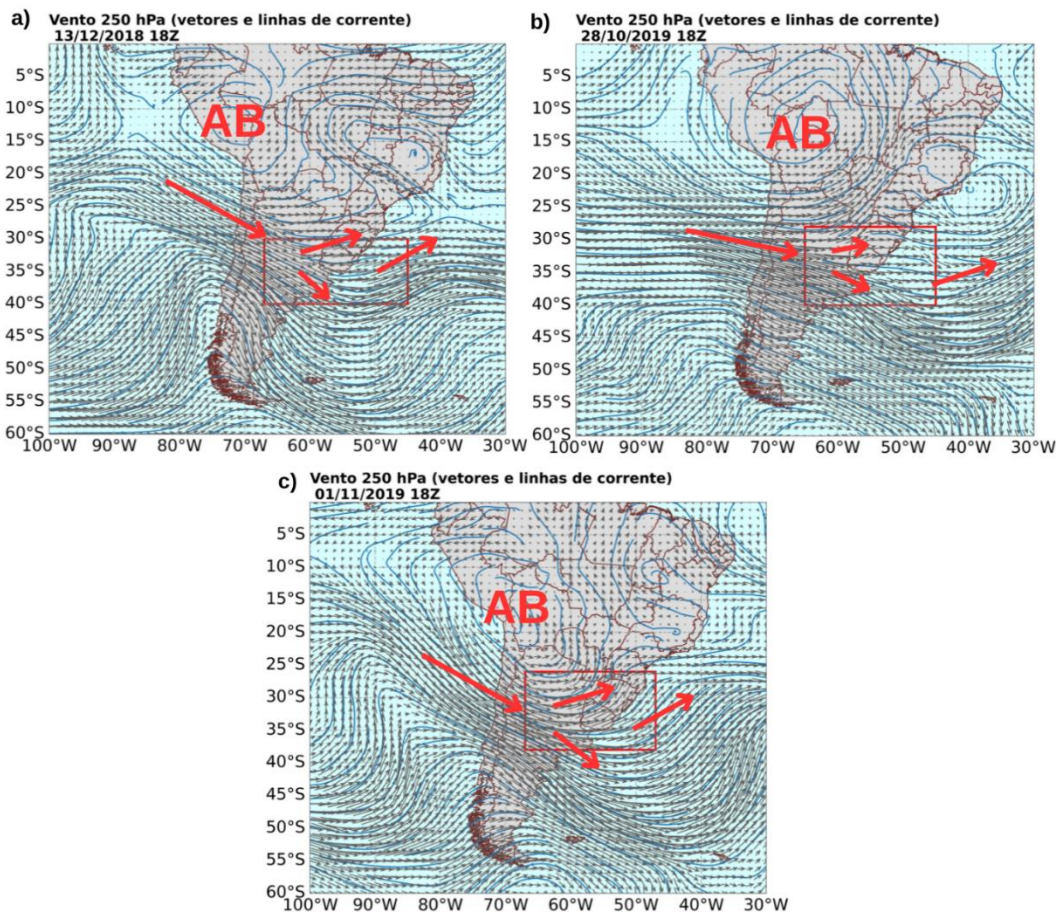 a)
Vento 250 hPa (vetores e linhas de corrente)
13/12/2018 18Z
5°S
10°S
15°S
20°S
25°S
30°S
35°S
40°S
45°S
50°S
55°S
60°S
100°W 90°W 80°W 70°W 60°W 50°W 40°W 30°W
AB
b)
Vento 250 hPa (vetores e linhas de corrente)
28/10/2019 18Z
5°S
10°S
15°S
20°S
25°S
30°S
35°S
40°S
45°S
50°S
55°S
60°S
100°W 90°W 80°W 70°W 60°W 50°W 40°W 30°W
AB
c)
Vento 250 hPa (vetores e linhas de corrente)
01/11/2019 18Z
5°S
10°S
15°S
20°S
25°S
30°S
35°S
40°S
45°S
50°S
55°S
60°S
100°W 90°W 80°W 70°W 60°W 50°W 40°W 30°W
AB